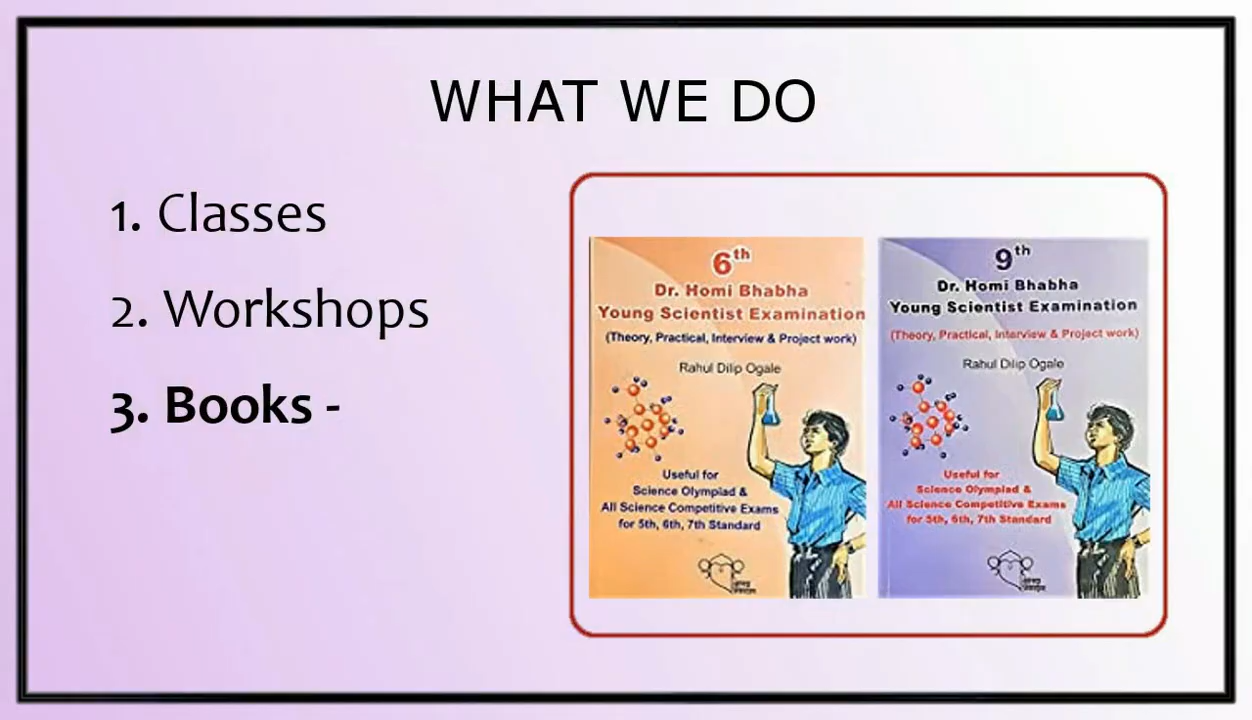 WHAT WE DO
1. Classes
2. Workshops
3. Books -
6th
Dr. Homi Bhabha
Young Scientist Examination
(Theory, Practical, Interview & Project work)
Rahul Dilip Ogale
Useful for
Science Olympiad &
All Science Competitive Exams
for 5th, 6th, 7th Standard
9th
Dr. Homi Bhabha
Young Scientist Examination
(Theory, Practical, Interview & Project work)
Rahul Dilip Ogale
Useful for
Science Olympiad &
All Science Competitive Exams
for 5th, 6th, 7th Standard